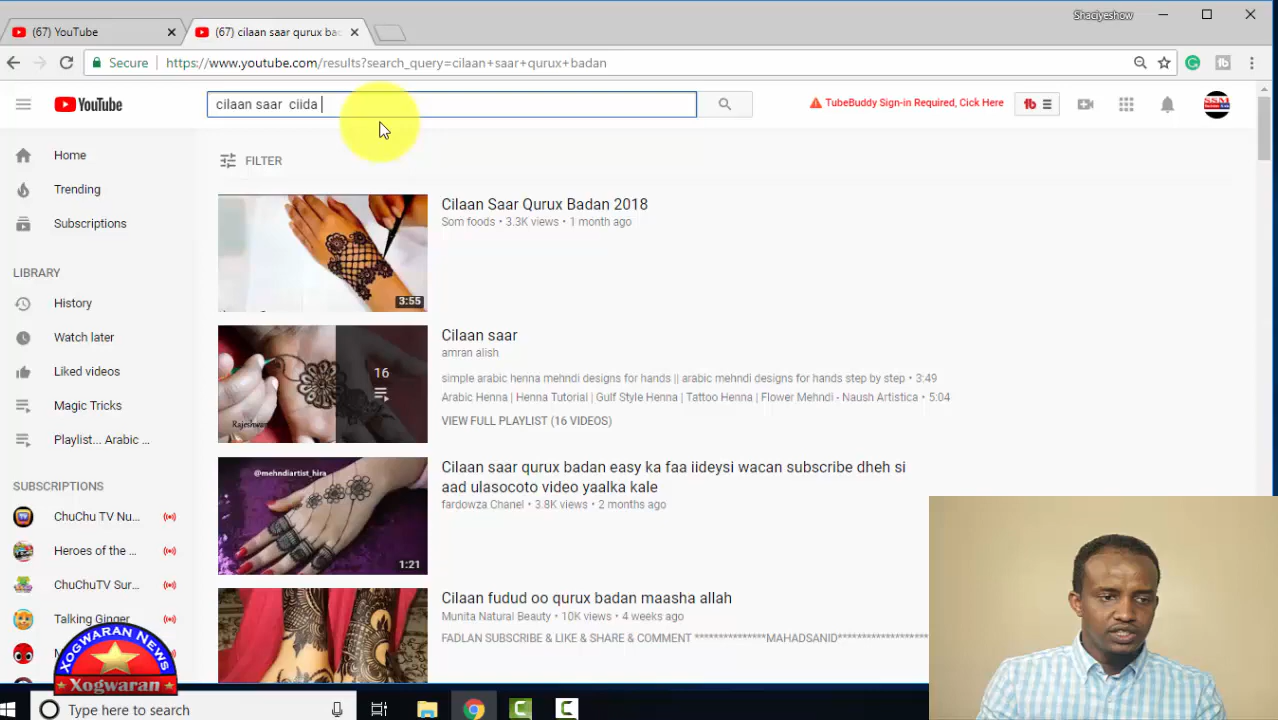 Shaciyeshow
(67) YouTube
(67) cilaan saar qurux ba
Secure
https://www.youtube.com/results?search_query=cilaan+saar+qurux+badan
YouTube
cilaan saar  ciida
TubeBuddy Sign-in Required, Click Here
fb
SSM
Home
FILTER
Trending
Subscriptions
LIBRARY
History
Watch later
Liked videos
Magic Tricks
Playlist... Arabic ...
SUBSCRIPTIONS
ChuChu TV Nu...
Heroes of the ...
ChuChuTV Sur...
Talking Ginger
Cilaan Saar Qurux Badan 2018
Som foods • 3.3K views • 1 month ago
3:55
Cilaan saar
amran alish
simple arabic henna mehndi designs for hands || arabic mehndi designs for hands step by step • 3:49
Arabic Henna | Henna Tutorial | Gulf Style Henna | Tattoo Henna | Flower Mehndi - Naush Artistica • 5:04
VIEW FULL PLAYLIST (16 VIDEOS)
16
Rajeshwari
@mehndiartist_hira
Cilaan saar qurux badan easy ka faa iideysi wacan subscribe dheh si
aad ulasocoto video yaalka kale
fardowza Chanel • 3.8K views • 2 months ago
1:21
Cilaan fudud oo qurux badan maasha allah
Munita Natural Beauty • 10K views • 4 weeks ago
FADLAN SUBSCRIBE & LIKE & SHARE & COMMENT ***************MAHADSANID*****************
XOGWARAN NEWS
Xogwaran
Type here to search